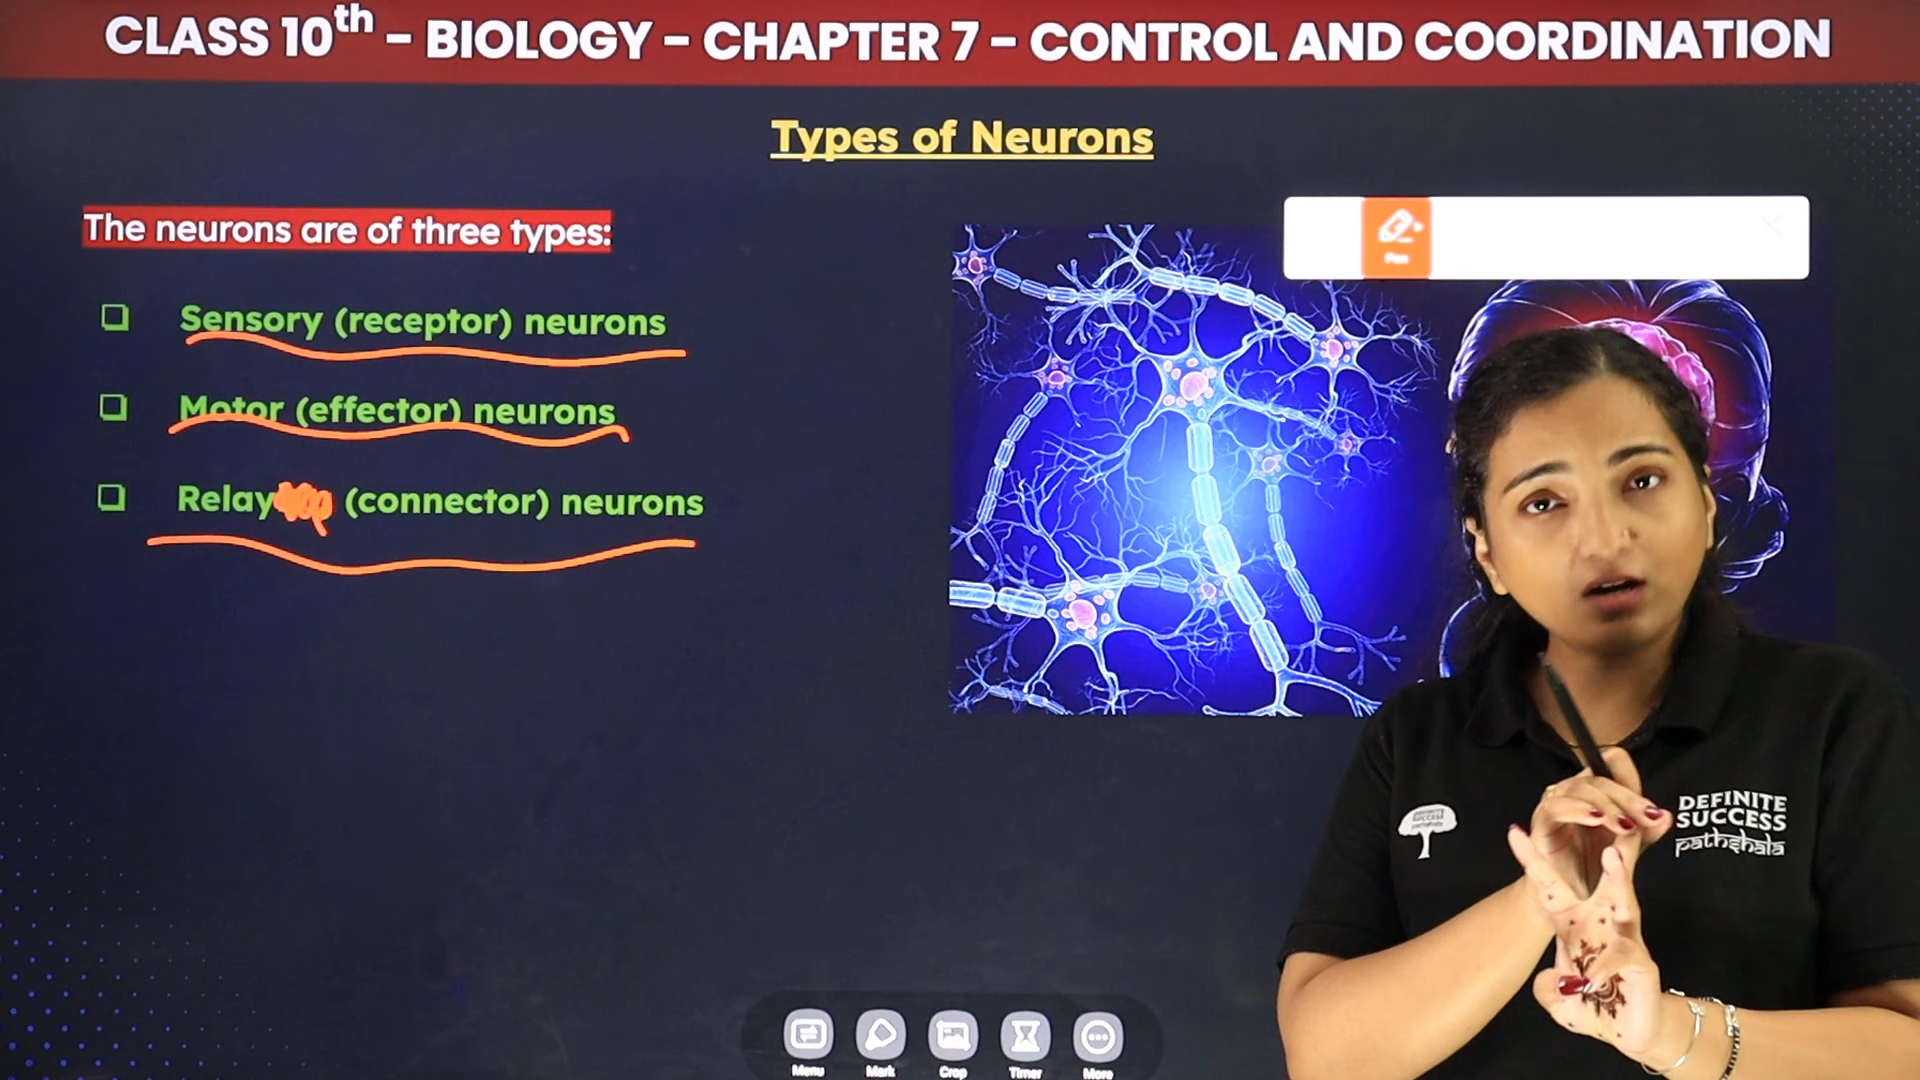 CLASS 10th - BIOLOGY - CHAPTER 7 - CONTROL AND COORDINATION
Types of Neurons
The neurons are of three types:
Sensory (receptor) neurons
Motor (effector) neurons
Relay (connector) neurons
Pen
DEFINITE
SUCCESS
pathshala
Menu
Mark
Crop
Timer
More